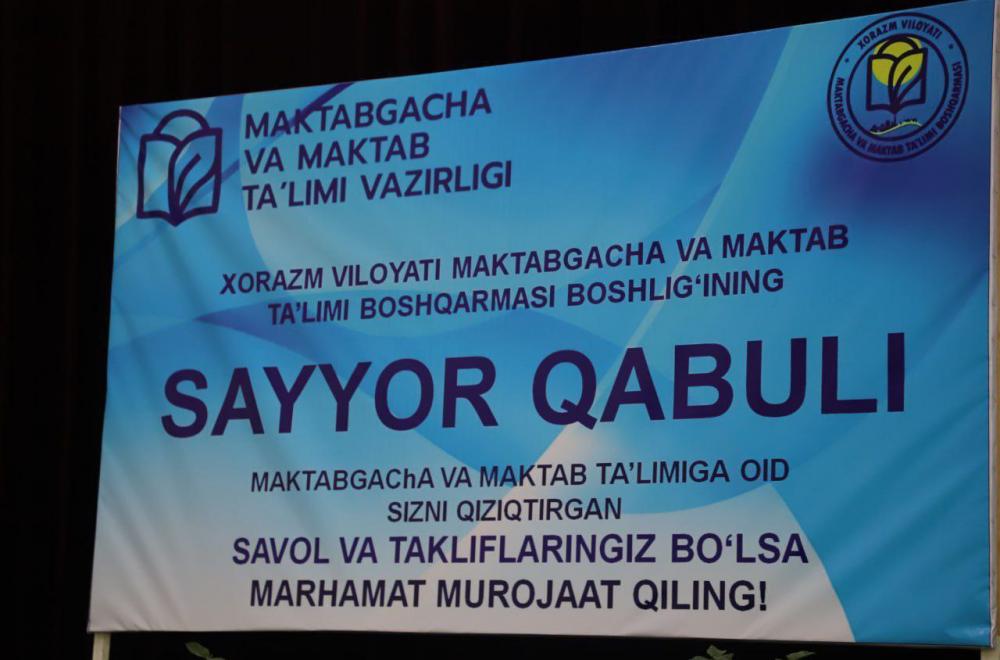 MAKTABGACHA
VA MAKTAB
TA´LIMI VAZIRLIGI
XORAZM VILOYATI
MAKTABGACHA VA MAKTAB TA'LIMI BOSHQARMASI
XORAZM VILOYATI MAKTABGACHA VA MAKTAB
TA’LIMI BOSHQARMASI BOSHLIG‘INING
SAYYOR QABULI
MAKTABGAChA VA MAKTAB TA’LIMIGA OID
SIZNI QIZIQTIRGAN
SAVOL VA TAKLIFLARINGIZ BO‘LSA
MARHAMAT MUROJAAT QILING!